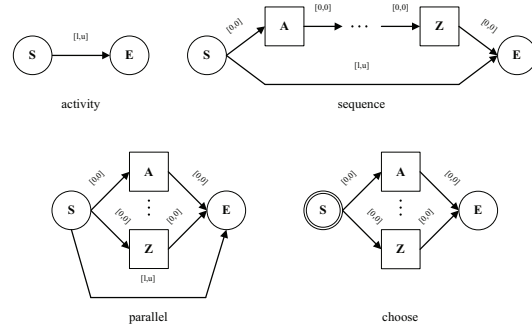 [l,u]
S
E
activity
[0,0]
A
[0,0]
...
[0,0]
Z
[0,0]
S
E
[l,u]
sequence
[0,0]
A
[0,0]
S
E
[0,0]
[0,0]
Z
[l,u]
parallel
[0,0]
A
[0,0]
S
E
[0,0]
[0,0]
Z
choose